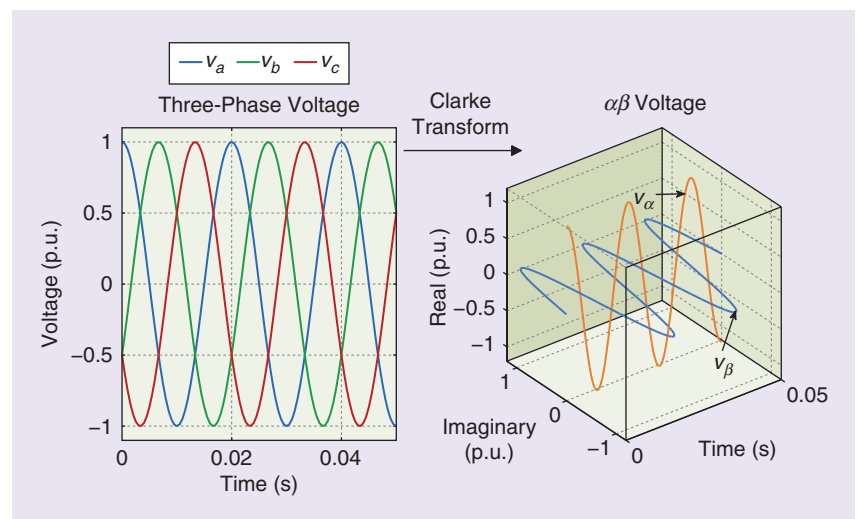 va vb vc
Three-Phase Voltage
Clarke
Transform
αβ Voltage
Voltage (p.u.)
1
0.5
0
−0.5
−1
0
0.02
0.04
Time (s)
Real (p.u.)
1
0.5
0
−0.5
−1
vα
vβ
1
0
−1
Imaginary
(p.u.)
0
0.05
Time (s)